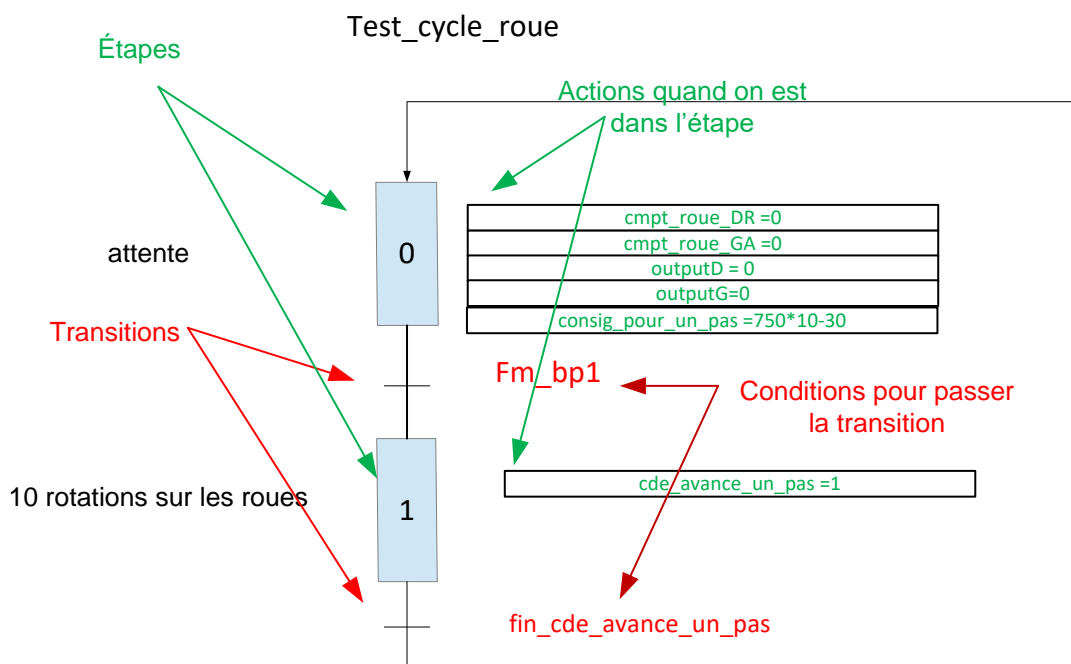 Test_cycle_roue
Étapes
Actions quand on est
dans l'étape
0
cmpt_roue_DR =0
cmpt_roue_GA =0
outputD = 0
outputG=0
consig_pour_un_pas =750*10-30
attente
Transitions
Fm_bp1
Conditions pour passer
la transition
10 rotations sur les roues
1
cde_avance_un_pas =1
fin_cde_avance_un_pas